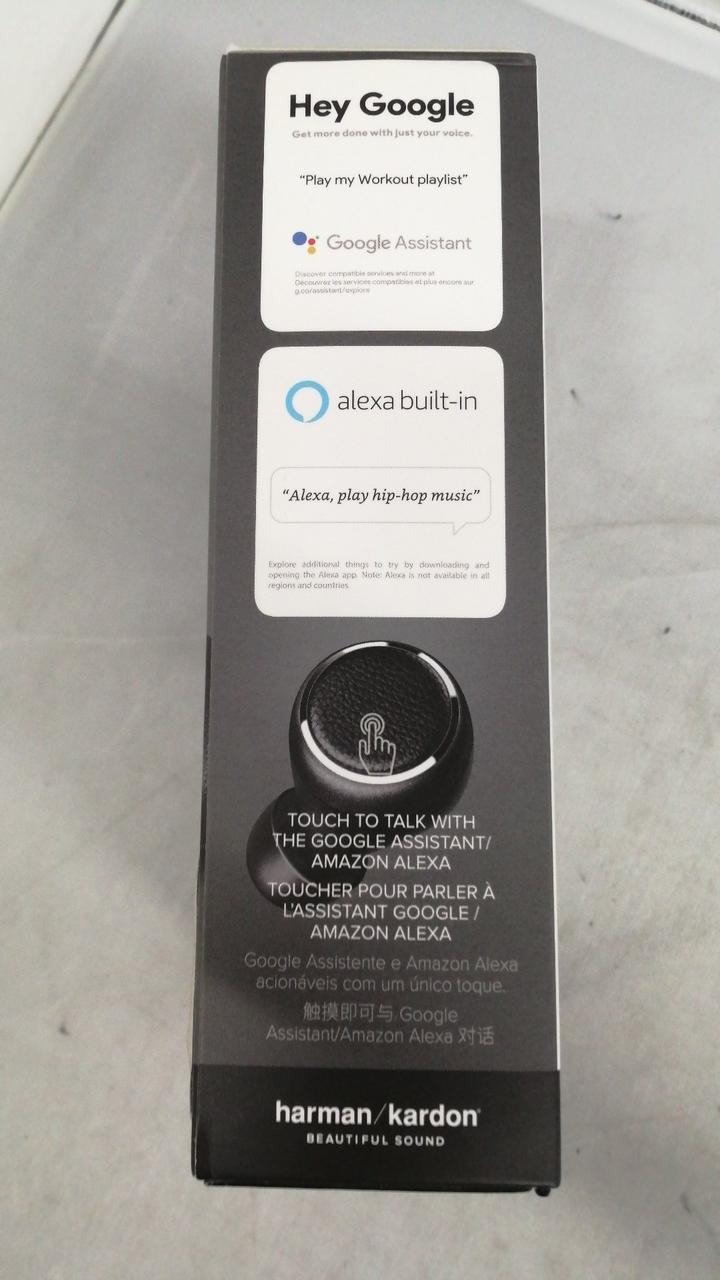 Hey Google
Get more done with just your voice.
“Play my Workout playlist”
Google Assistant
Discover compatible services and more at
Découvrez les services compatibles et plus encore sur
g.co/assistant/explore
alexa built-in
“Alexa, play hip-hop music”
Explore additional things to try by downloading and
opening the Alexa app. Note: Alexa is not available in all
regions and countries.
TOUCH TO TALK WITH
THE GOOGLE ASSISTANT/
AMAZON ALEXA
TOUCHER POUR PARLER À
L'ASSISTANT GOOGLE /
AMAZON ALEXA
Google Assistente e Amazon Alexa
acionáveis com um único toque.
触摸即可与 Google
Assistant/Amazon Alexa 对话
harman/kardon®
BEAUTIFUL SOUND